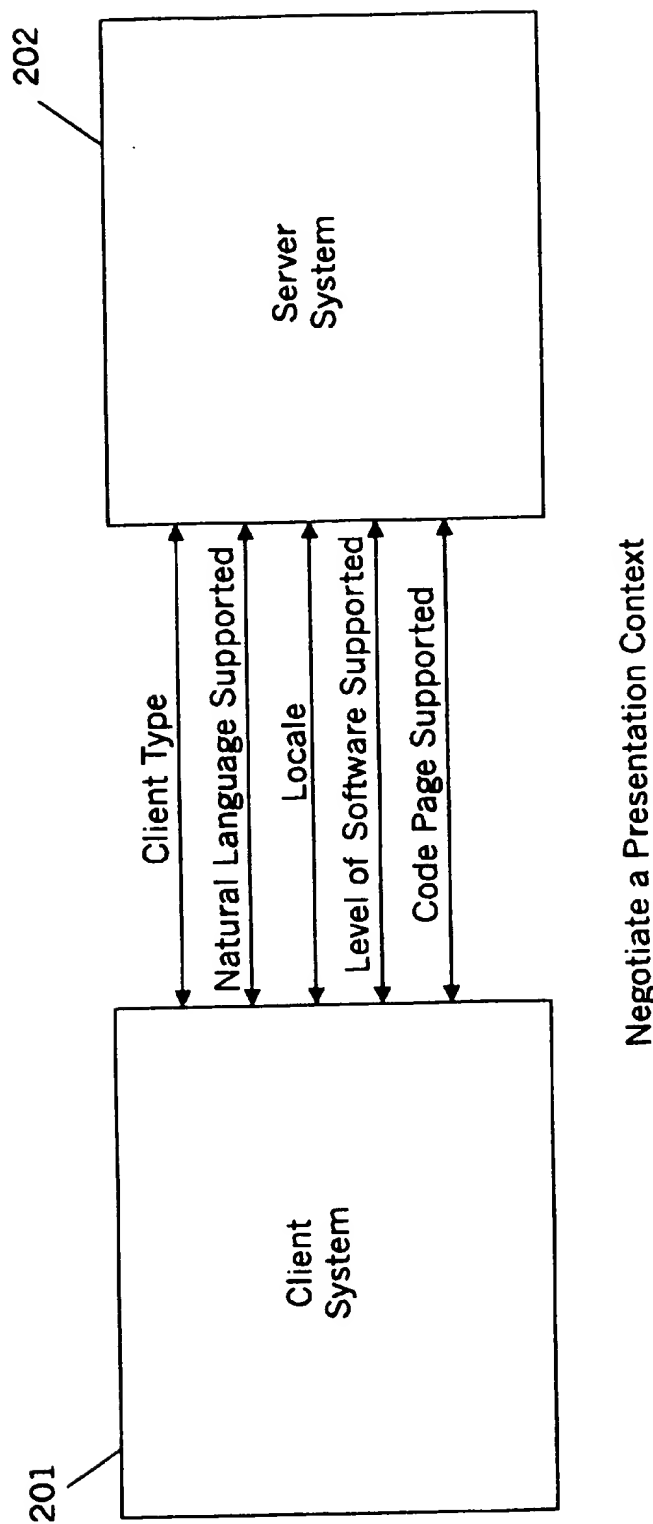 201
Client
System
Client Type
Natural Language Supported
Locale
Level of Software Supported
Code Page Supported
202
Server
System
Negotiate a Presentation Context